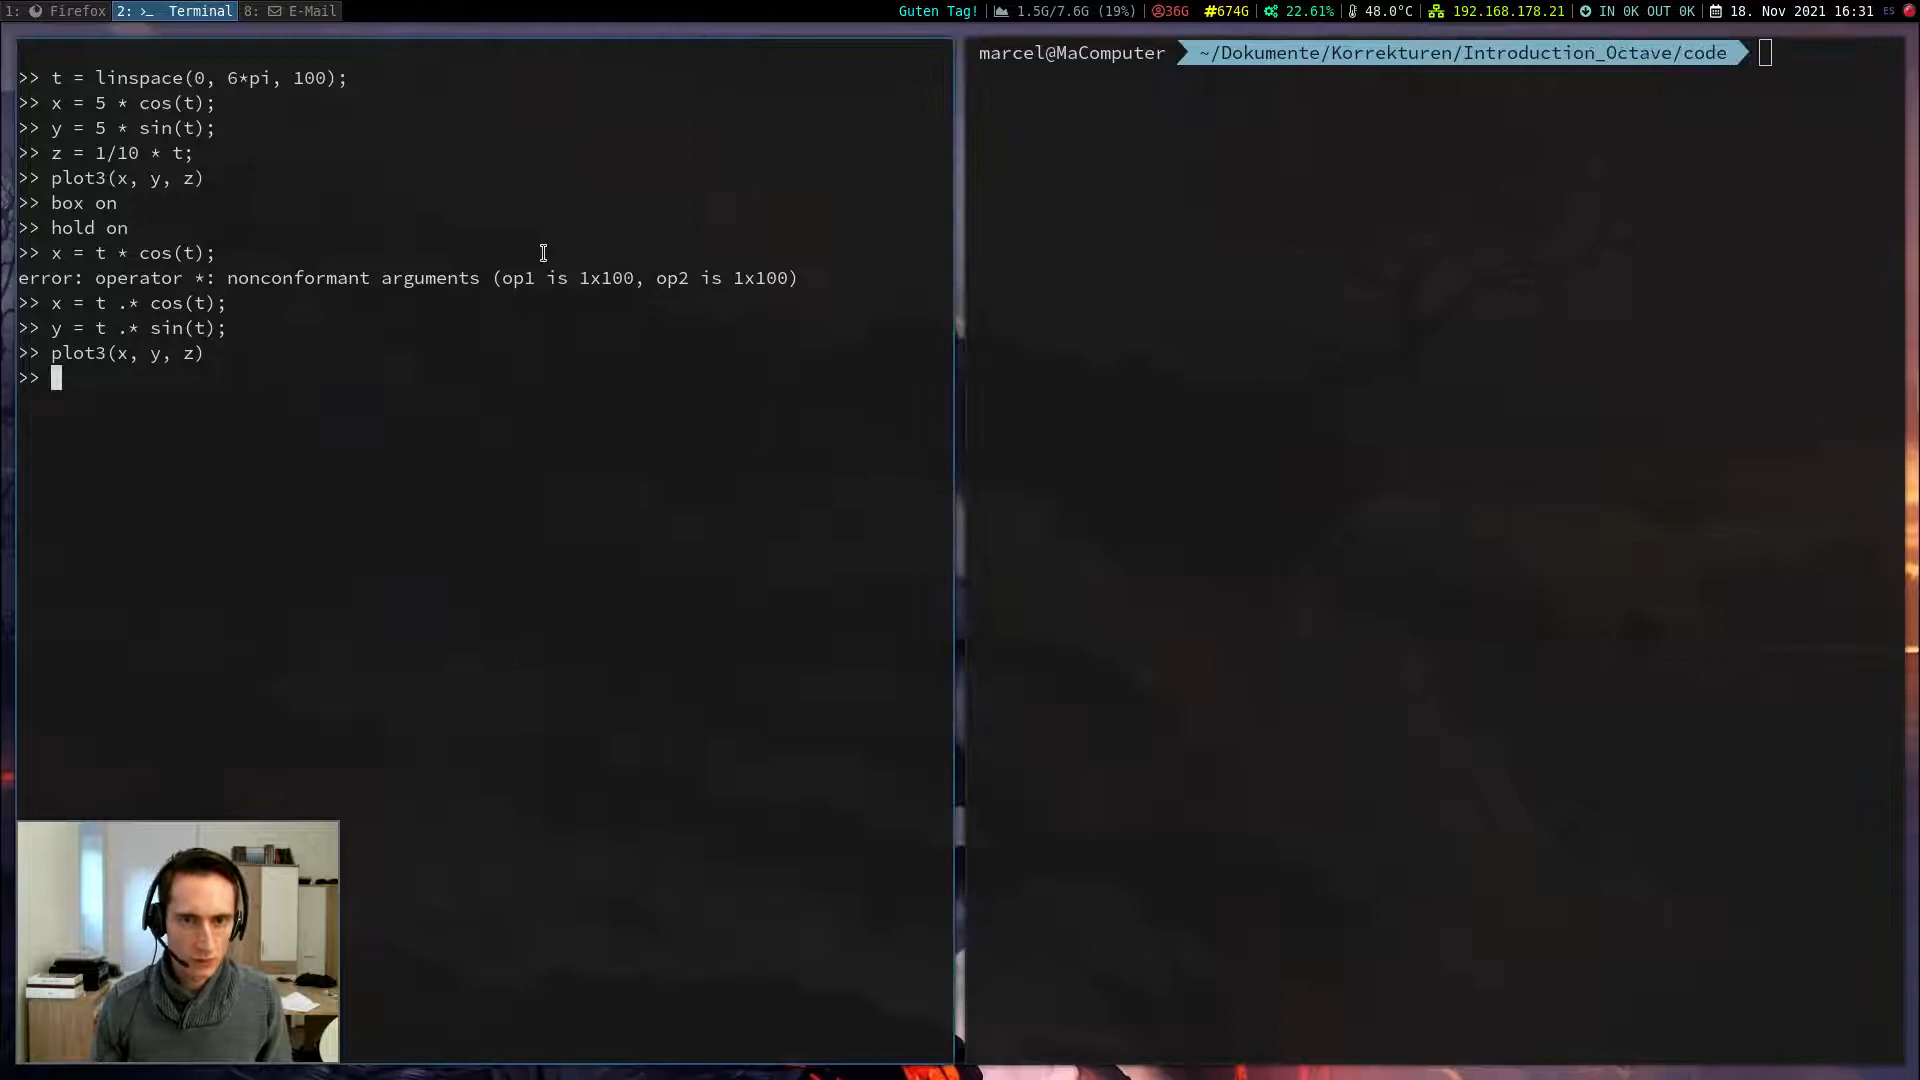 1: Firefox 2: >_ Terminal 8: E-Mail Guten Tag! 1.5G/7.6G (19%) 36G #674G 22.61% 48.0°C 192.168.178.21 IN 0K OUT 0K 18. Nov 2021 16:31 ES
>> t = linspace(0, 6*pi, 100);
>> x = 5 * cos(t);
>> y = 5 * sin(t);
>> z = 1/10 * t;
>> plot3(x, y, z)
>> box on
>> hold on
>> x = t * cos(t);
error: operator *: nonconformant arguments (op1 is 1x100, op2 is 1x100)
>> x = t .* cos(t);
>> y = t .* sin(t);
>> plot3(x, y, z)
>>
marcel@MaComputer ~/Dokumente/Korrekturen/Introduction_Octave/code